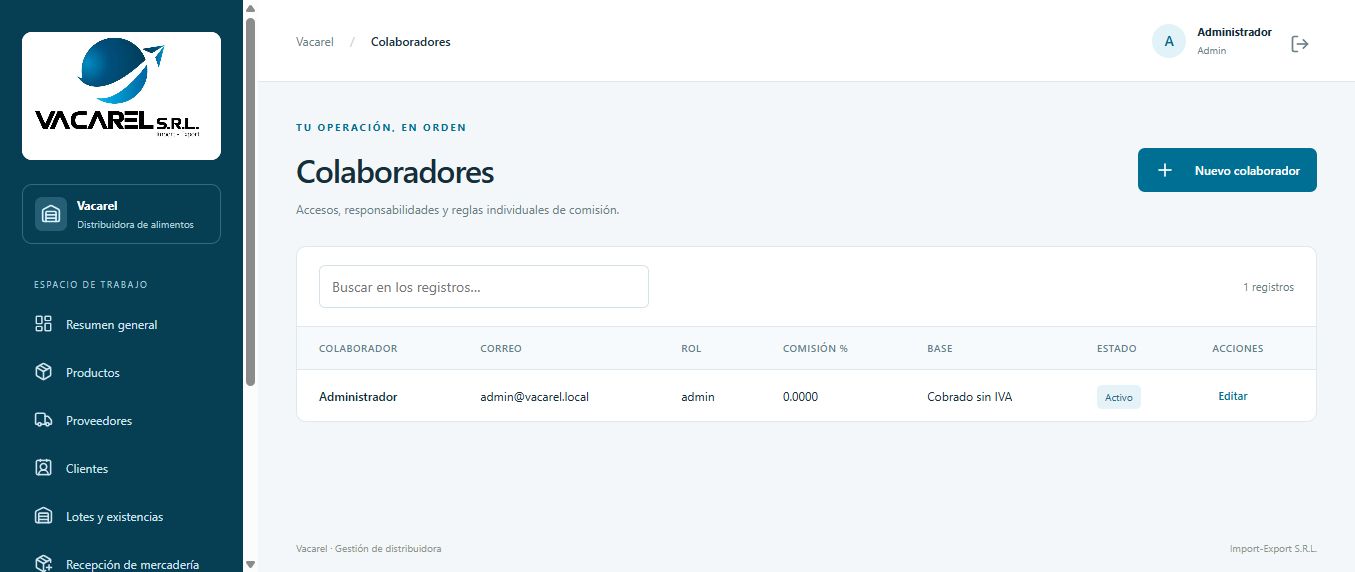 VACAREL S.R.L.
Import - Export
Vacarel
Distribuidora de alimentos
ESPACIO DE TRABAJO
Resumen general
Productos
Proveedores
Clientes
Lotes y existencias
Recepción de mercadería
Vacarel / Colaboradores
A
Administrador
Admin
TU OPERACIÓN, EN ORDEN
Colaboradores
Nuevo colaborador
Accesos, responsabilidades y reglas individuales de comisión.
Buscar en los registros...
1 registros
COLABORADOR CORREO ROL COMISIÓN % BASE ESTADO ACCIONES
Administrador admin@vacarel.local admin 0.0000 Cobrado sin IVA Activo Editar
Vacarel · Gestión de distribuidora
Import-Export S.R.L.